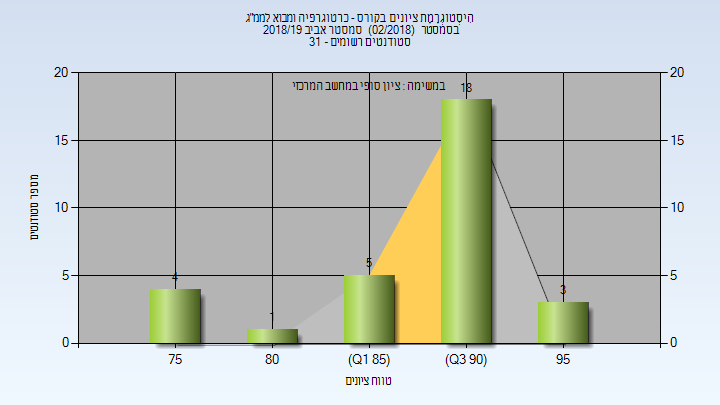 היסטוגרמת ציונים בקורס - כרטוגרפיה ומבוא לממ"ג
בסמסטר (02/2018) סמסטר אביב 2018/19
סטודנטים רשומים - 31
במשימה : ציון סופי במחשב המרכזי
20 20
15 15
10 10
5 5
0 0
מספר סטודנטים
4 1 5 18 3
75 80 (Q1 85) (Q3 90) 95
טווח ציונים